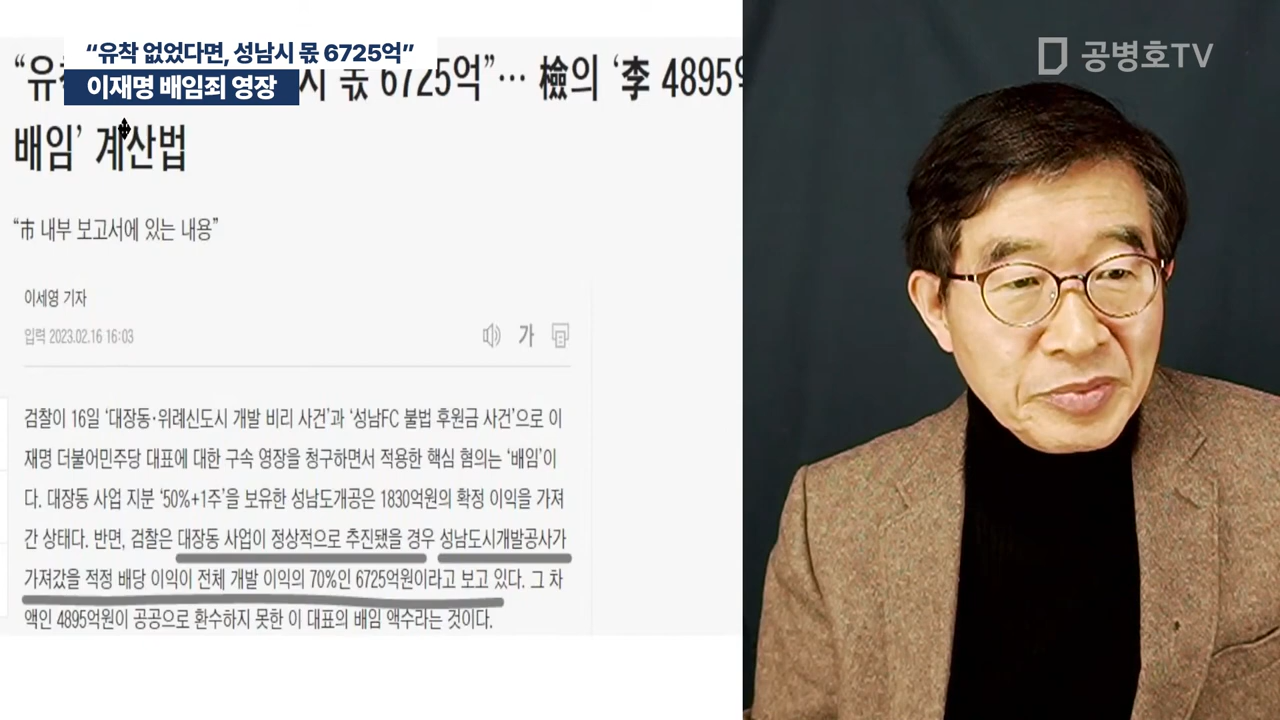 “유착 없었다면, 성남시 몫 6725억”
이재명 배임죄 영장
공병호TV
시 몫 6725억”… 檢의 ‘李 4895억
배임’ 계산법
“市 내부 보고서에 있는 내용”
이세영 기자
입력 2023.02.16 16:03
가
검찰이 16일 ‘대장동·위례신도시 개발 비리 사건’과 ‘성남FC 불법 후원금 사건’으로 이
재명 더불어민주당 대표에 대한 구속 영장을 청구하면서 적용한 핵심 혐의는 ‘배임’이
다. 대장동 사업 지분 ‘50%+1주’을 보유한 성남도개공은 1830억원의 확정 이익을 가져
간 상태다. 반면, 검찰은 대장동 사업이 정상적으로 추진됐을 경우 성남도시개발공사가
가져갔을 적정 배당 이익이 전체 개발 이익의 70%인 6725억원이라고 보고 있다. 그 차
액인 4895억원이 공공으로 환수하지 못한 이 대표의 배임 액수라는 것이다.